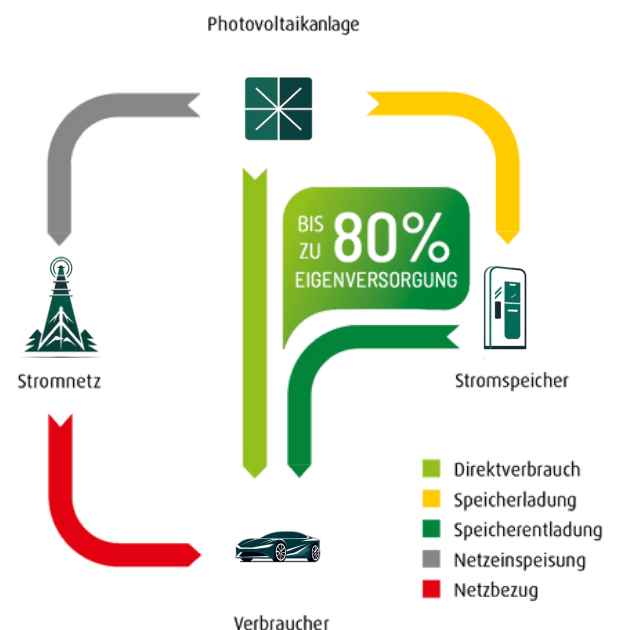 Photovoltaikanlage
BIS
ZU
80%
EIGENVERSORGUNG
Stromnetz
Stromspeicher
Direktverbrauch
Speicherladung
Speicherentladung
Netzeinspeisung
Netzbezug
Verbraucher